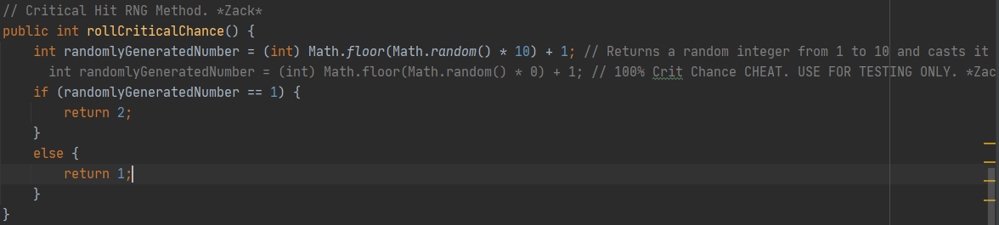 // Critical Hit RNG Method. *Zack*
public int rollCriticalChance() {
    int randomlyGeneratedNumber = (int) Math.floor(Math.random() * 10) + 1; // Returns a random integer from 1 to 10 and casts it
      int randomlyGeneratedNumber = (int) Math.floor(Math.random() * 0) + 1; // 100% Crit Chance CHEAT. USE FOR TESTING ONLY. *Zac
    if (randomlyGeneratedNumber == 1) {
        return 2;
    }
    else {
        return 1;
    }
}